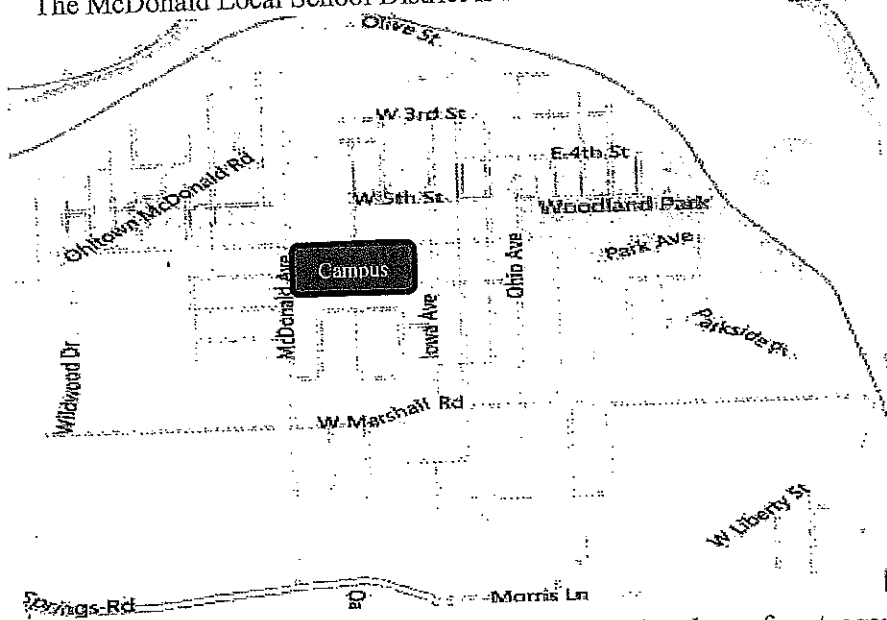 The McDonald Local School District
Olive St
W 3rd St
E 4th St
Ohltown McDonald Rd
W 5th St
Woodland Park
Park Ave
Campus
McDonald Ave
Iowa Ave
Ohio Ave
Parkside Pl
Wildwood Dr
W Marshall Rd
W Liberty St
Springs Rd
Morris Ln